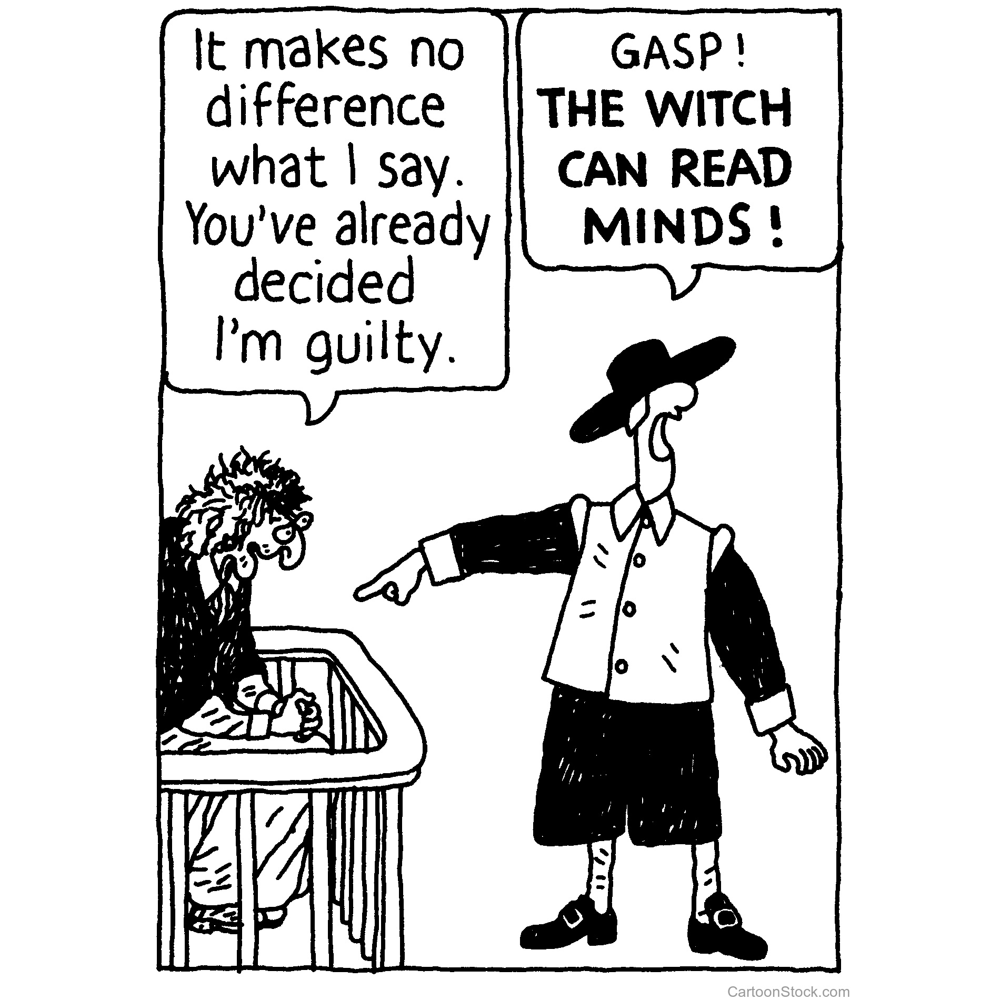 It makes no
difference
what I say.
You've already
decided
I'm guilty.
GASP!
THE WITCH
CAN READ
MINDS!
CartoonStock.com